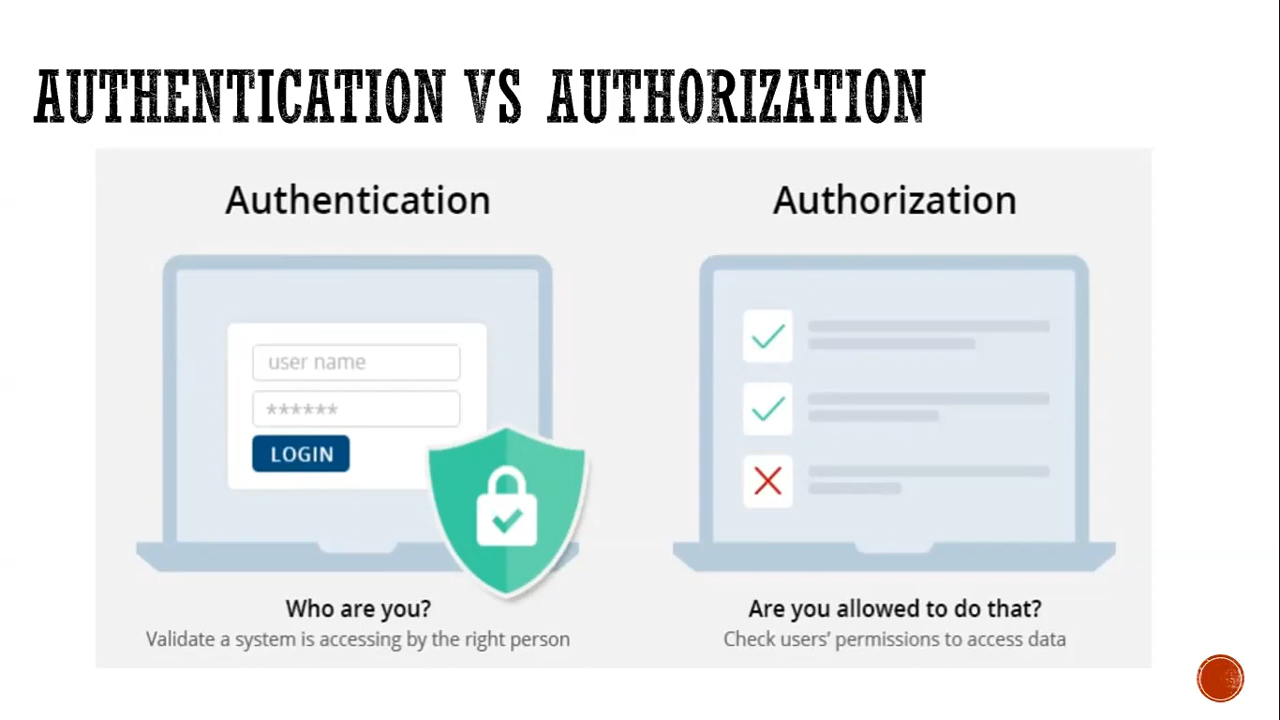 AUTHENTICATION VS AUTHORIZATION
Authentication
user name
******
LOGIN
Who are you?
Validate a system is accessing by the right person
Authorization
Are you allowed to do that?
Check users' permissions to access data